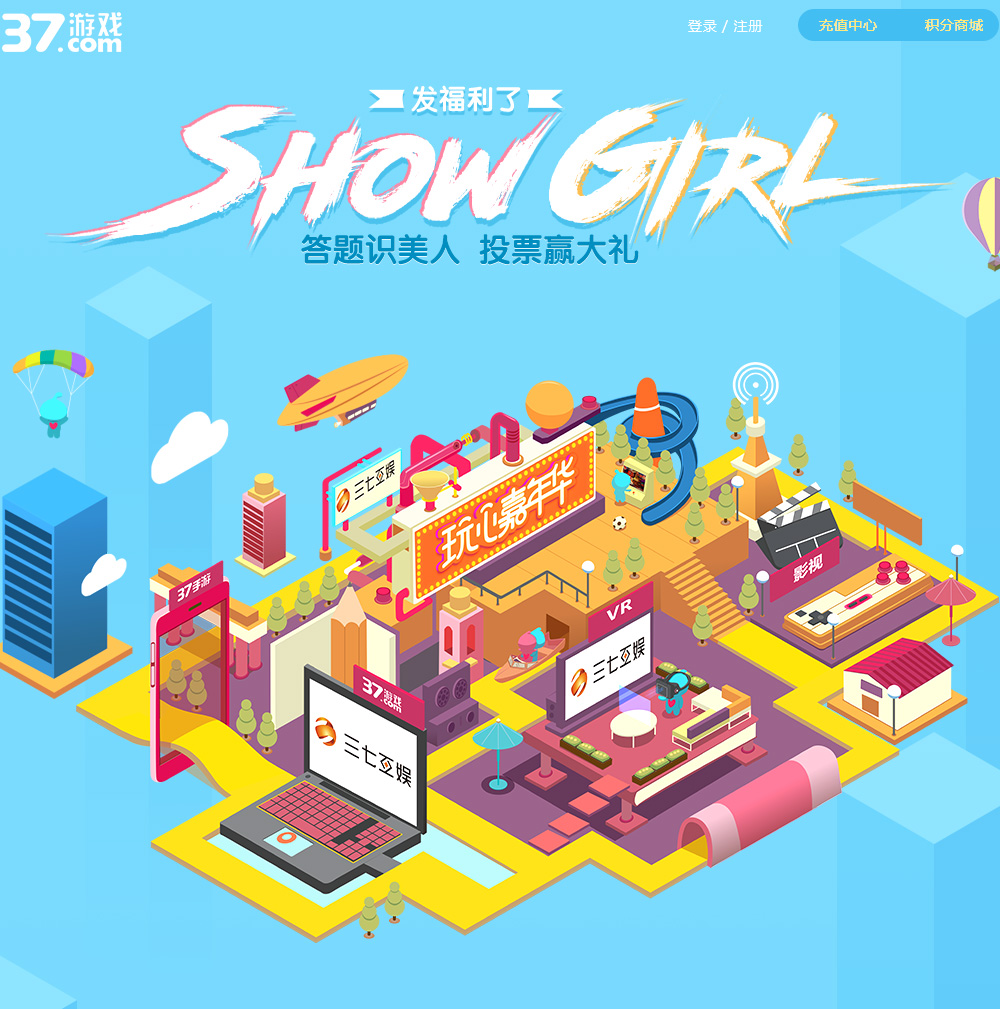 37游戏
.com
登录 / 注册
充值中心
积分商城
发福利了
SHOW GIRL
答题识美人 投票赢大礼
三七互娱
玩心嘉年华
影视
37手游
VR
三七互娱
37游戏
.com
三七互娱